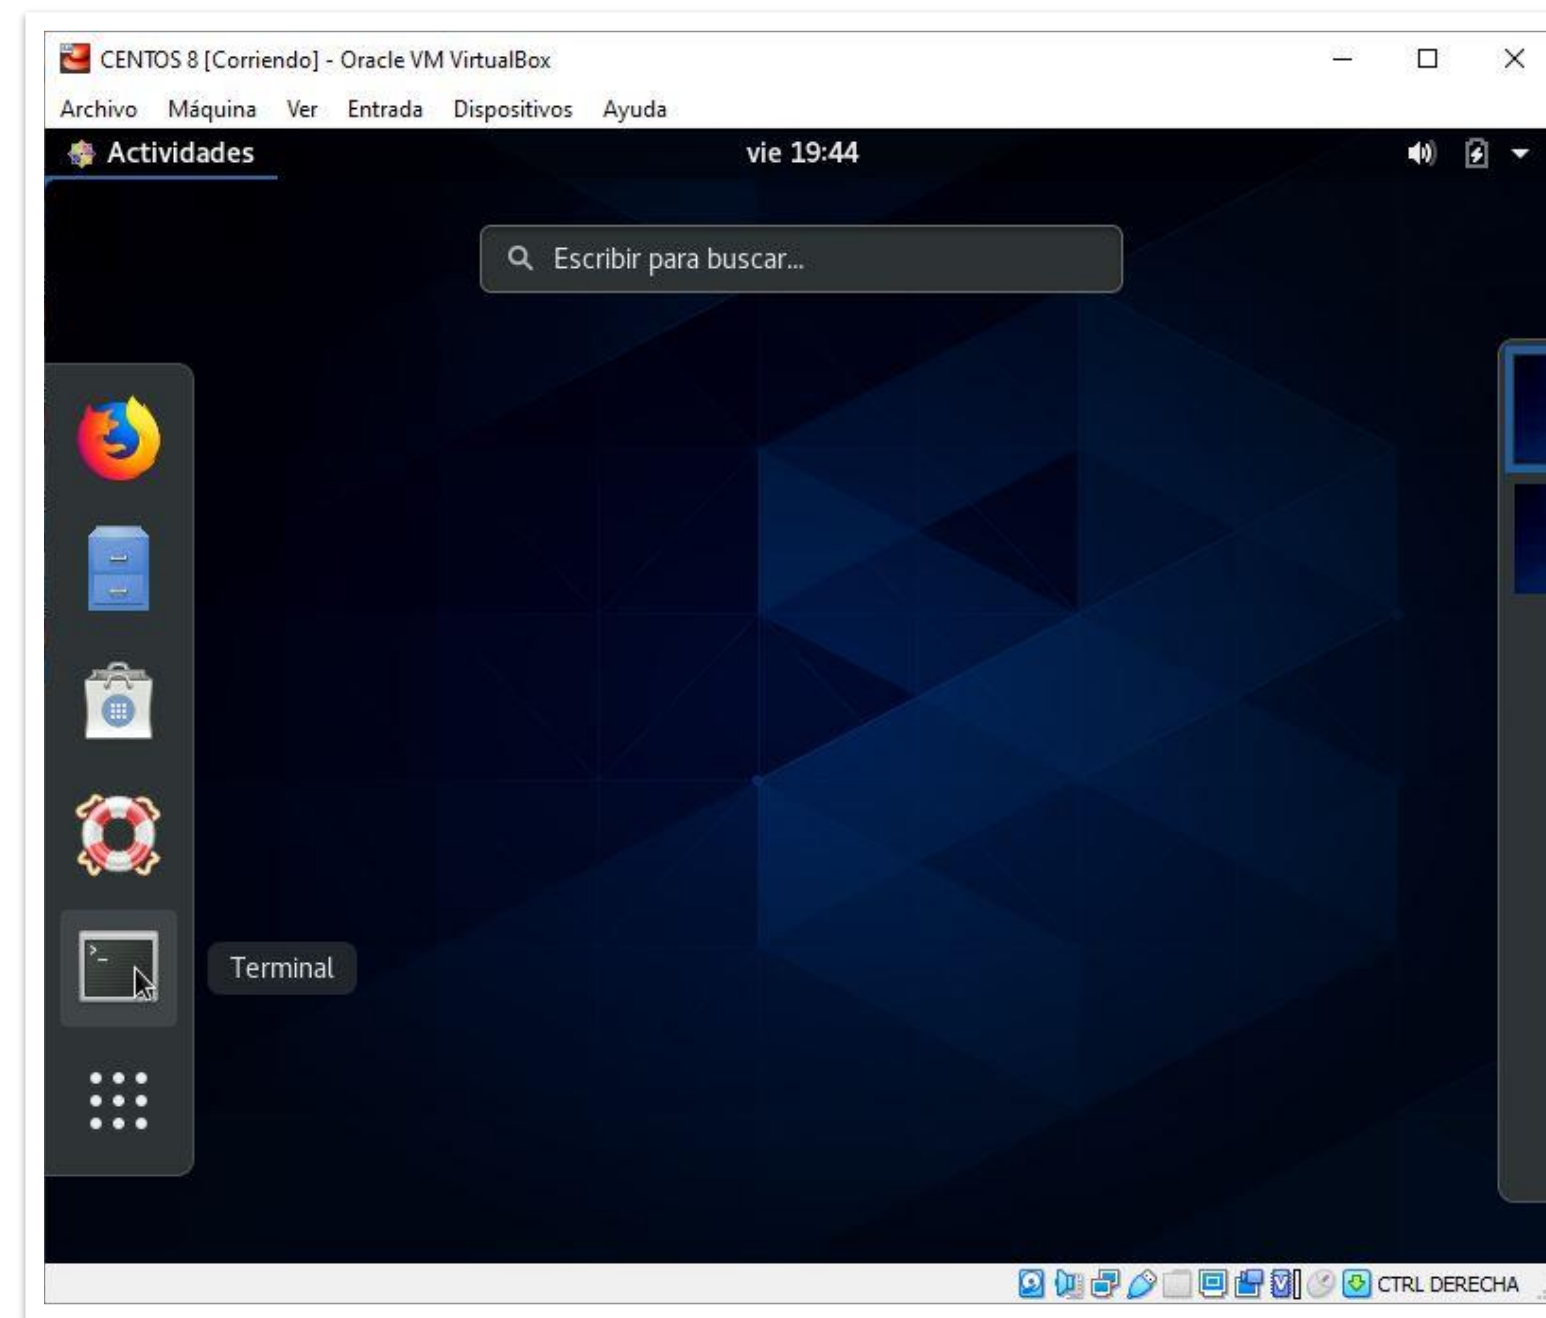 CENTOS 8 [Corriendo] - Oracle VM VirtualBox
Archivo Máquina Ver Entrada Dispositivos Ayuda
Actividades vie 19:44
Escribir para buscar...
Terminal
CTRL DERECHA